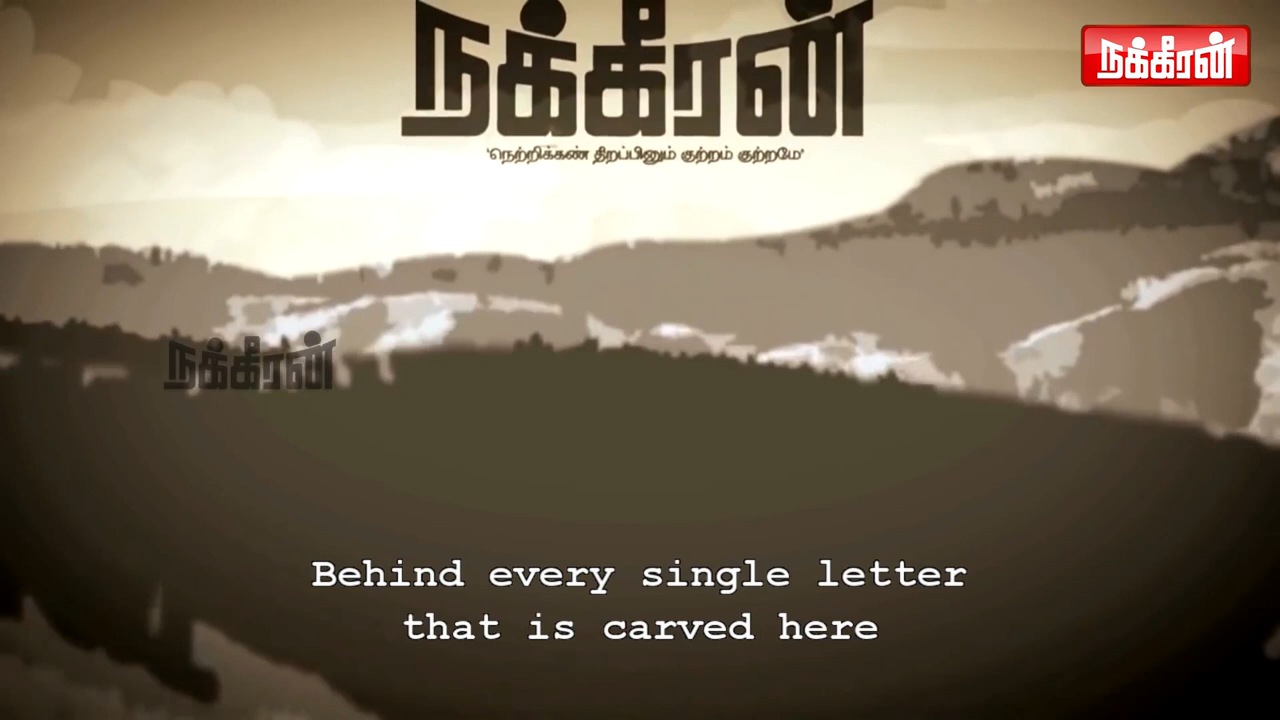 நக்கீரன்
நக்கீரன்
'நெற்றிக்கண் திறப்பினும் குற்றம் குற்றமே'
நக்கீரன்
Behind every single letter
that is carved here